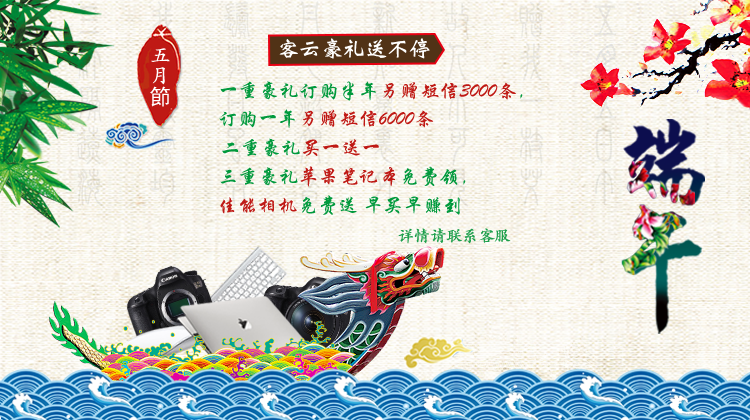 五月節
客云豪礼送不停
一重豪礼订购半年另赠短信3000条，
订购一年另赠短信6000条
二重豪礼买一送一
三重豪礼苹果笔记本免费领，
佳能相机免费送 早买早赚到
详情请联系客服
端午
Canon